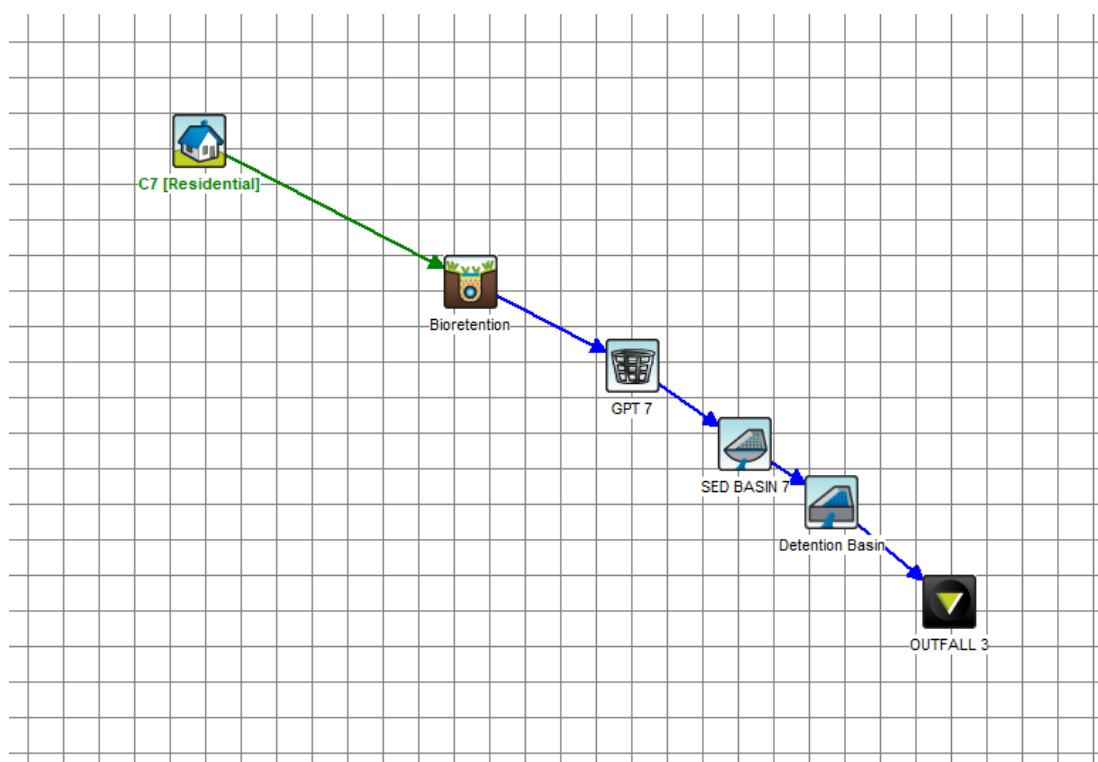 C7 [Residential]
Bioretention
GPT 7
SED BASIN 7
Detention Basin
OUTFALL 3